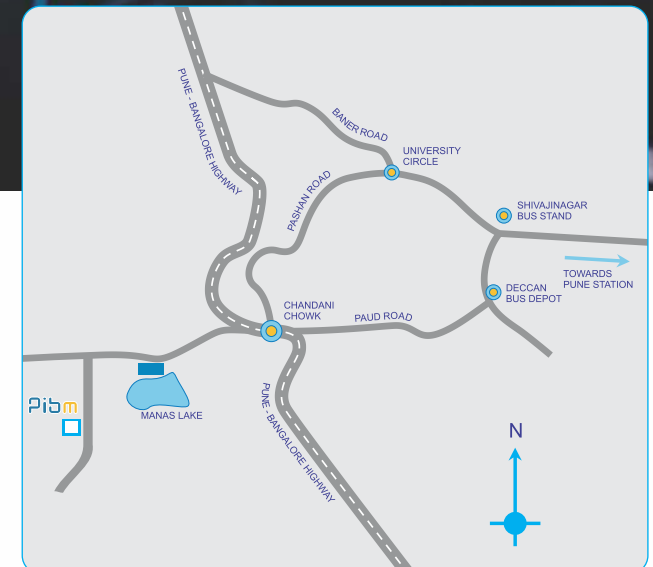 PUNE - BANGALORE HIGHWAY
BANER ROAD
UNIVERSITY
CIRCLE
PASHAN ROAD
SHIVAJINAGAR
BUS STAND
TOWARDS
PUNE STATION
DECCAN
BUS DEPOT
CHANDANI
CHOWK
PAUD ROAD
Pibm
MANAS LAKE
PUNE - BANGALORE HIGHWAY
N